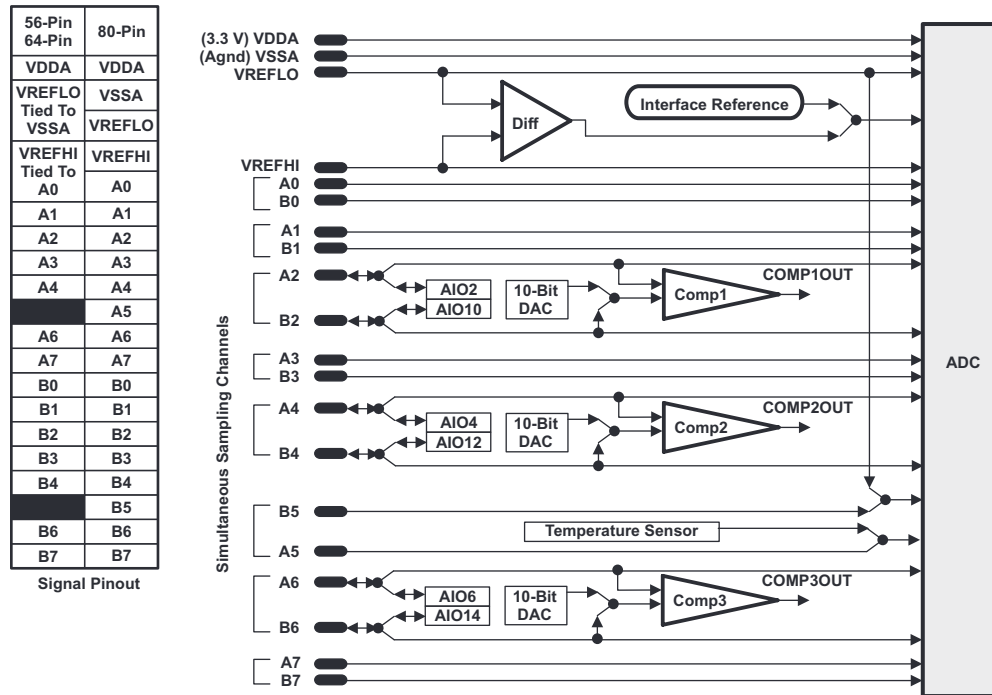 56-Pin
64-Pin
80-Pin
VDDA
VDDA
VREFLO
Tied To
VSSA
VSSA
VREFLO
VREFHI
Tied To
A0
VREFHI
A0
A1
A1
A2
A2
A3
A3
A4
A4
A5
A6
A6
A7
A7
B0
B0
B1
B1
B2
B2
B3
B3
B4
B4
B5
B6
B6
B7
B7
Signal Pinout
Simultaneous Sampling Channels
(3.3 V) VDDA
(Agnd) VSSA
VREFLO
Diff
Interface Reference
VREFHI
A0
B0
A1
B1
A2
AIO2
AIO10
10-Bit
DAC
Comp1
COMP1OUT
B2
A3
B3
ADC
A4
AIO4
AIO12
10-Bit
DAC
Comp2
COMP2OUT
B4
B5
Temperature Sensor
A5
A6
AIO6
AIO14
10-Bit
DAC
Comp3
COMP3OUT
B6
A7
B7